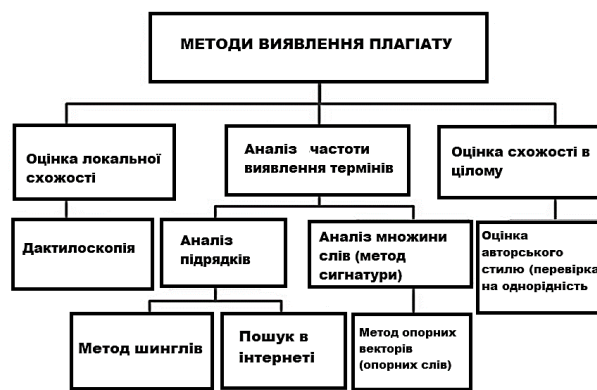 МЕТОДИ ВИЯВЛЕННЯ ПЛАГІАТУ
Оцінка локальної
схожості
Аналіз частоти
виявлення термінів
Оцінка схожості в
цілому
Дактилоскопія
Аналіз
підрядків
Аналіз множини
слів (метод
сигнатури)
Оцінка
авторського
стилю (перевірка
на однорідність
Метод шинглів
Пошук в
інтернеті
Метод опорних
векторів
(опорних слів)